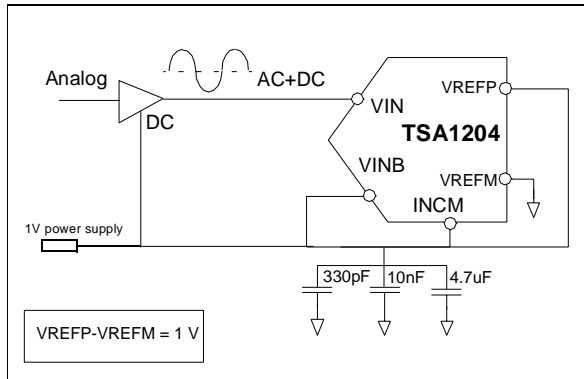 Analog
AC+DC
DC
VIN
VREFP
TSA1204
VINB
VREFM
INCM
1V power supply
330pF
10nF
4.7uF
VREFP-VREFM = 1 V